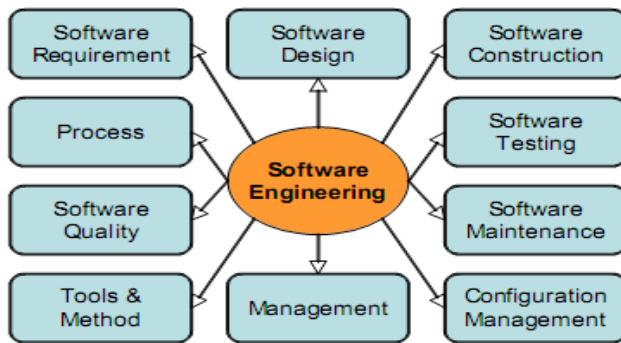 Software
Requirement
Software
Design
Software
Construction
Process
Software
Engineering
Software
Testing
Software
Quality
Software
Maintenance
Tools &
Method
Management
Configuration
Management